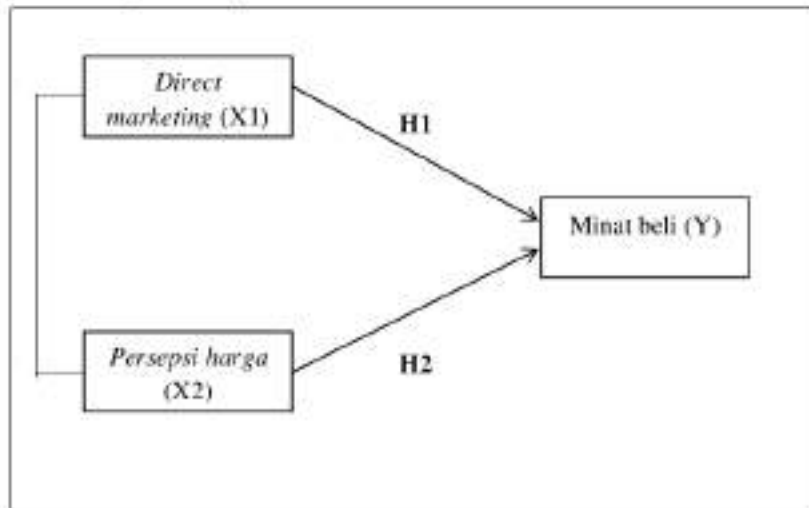 Direct
marketing (X1)
H1
Minat beli (Y)
Persepsi harga
(X2)
H2